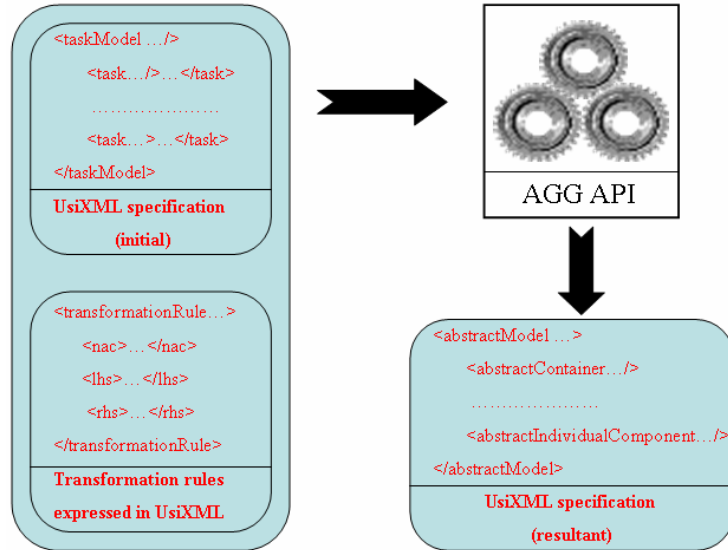 <taskModel …/>
<task…/>…</task>
…………………
<task…>…</task>
</taskModel>
UsiXML specification
(initial)
<transformationRule…>
<nac>…</nac>
<lhs>…</lhs>
<rhs>…</rhs>
</transformationRule>
Transformation rules
expressed in UsiXML
AGG API
<abstractModel …>
<abstractContainer…/>
…………………
<abstractIndividualComponent…/>
</abstractModel>
UsiXML specification
(resultant)